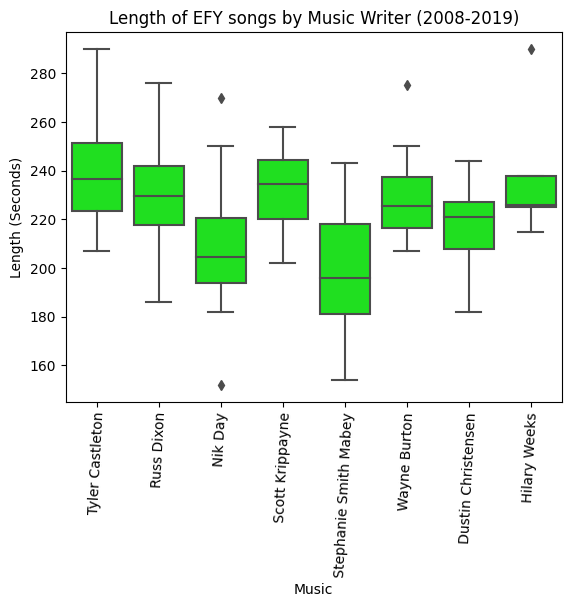 Length of EFY songs by Music Writer (2008-2019)
Length (Seconds)
280
260
240
220
200
180
160
Tyler Castleton
Russ Dixon
Nik Day
Scott Krippayne
Stephanie Smith Mabey
Wayne Burton
Dustin Christensen
Hilary Weeks
Music